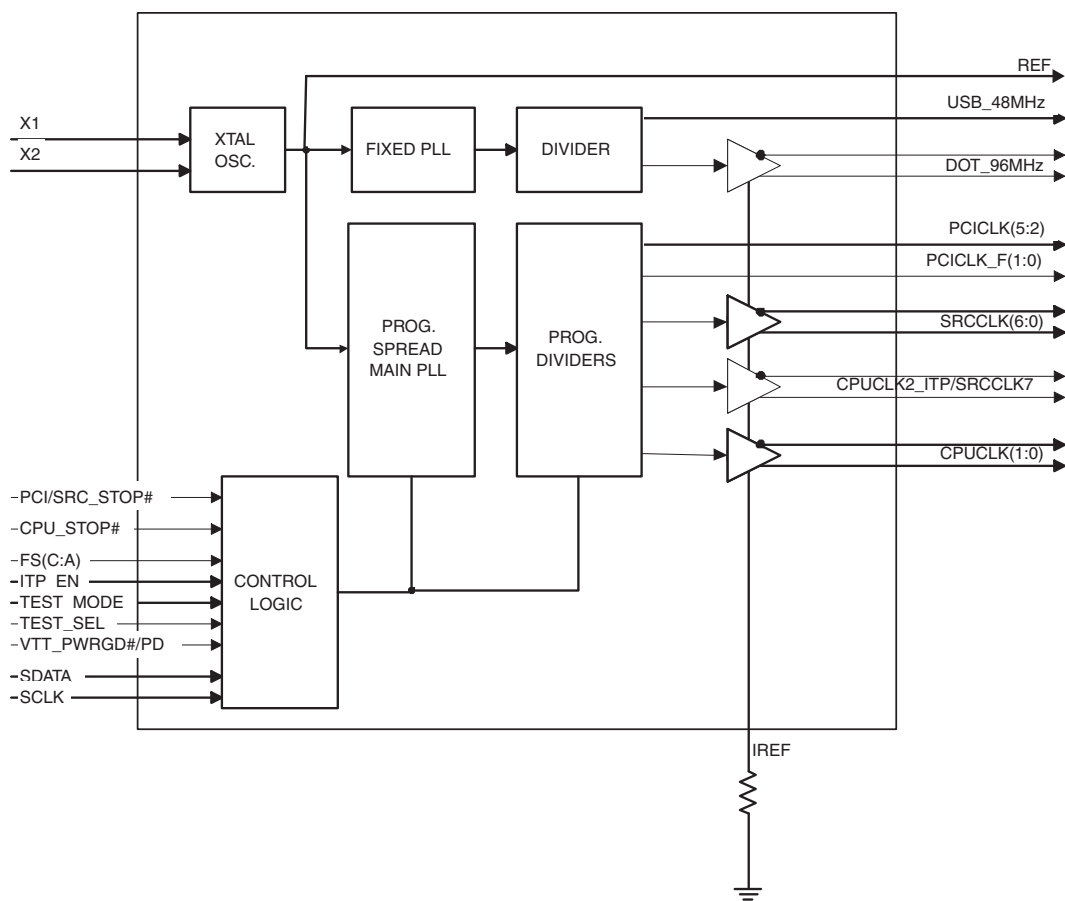 REF
USB_48MHz
X1
X2
XTAL
OSC.
FIXED PLL
DIVIDER
DOT_96MHz
PCICLK(5:2)
PCICLK_F(1:0)
PROG.
SPREAD
MAIN PLL
PROG.
DIVIDERS
SRCCLK(6:0)
CPUCLK2_ITP/SRCCLK7
CPUCLK(1:0)
PCI/SRC_STOP#
CPU_STOP#
FS(C:A)
ITP_EN
TEST_MODE
TEST_SEL
VTT_PWRGD#/PD
SDATA
SCLK
CONTROL
LOGIC
IREF